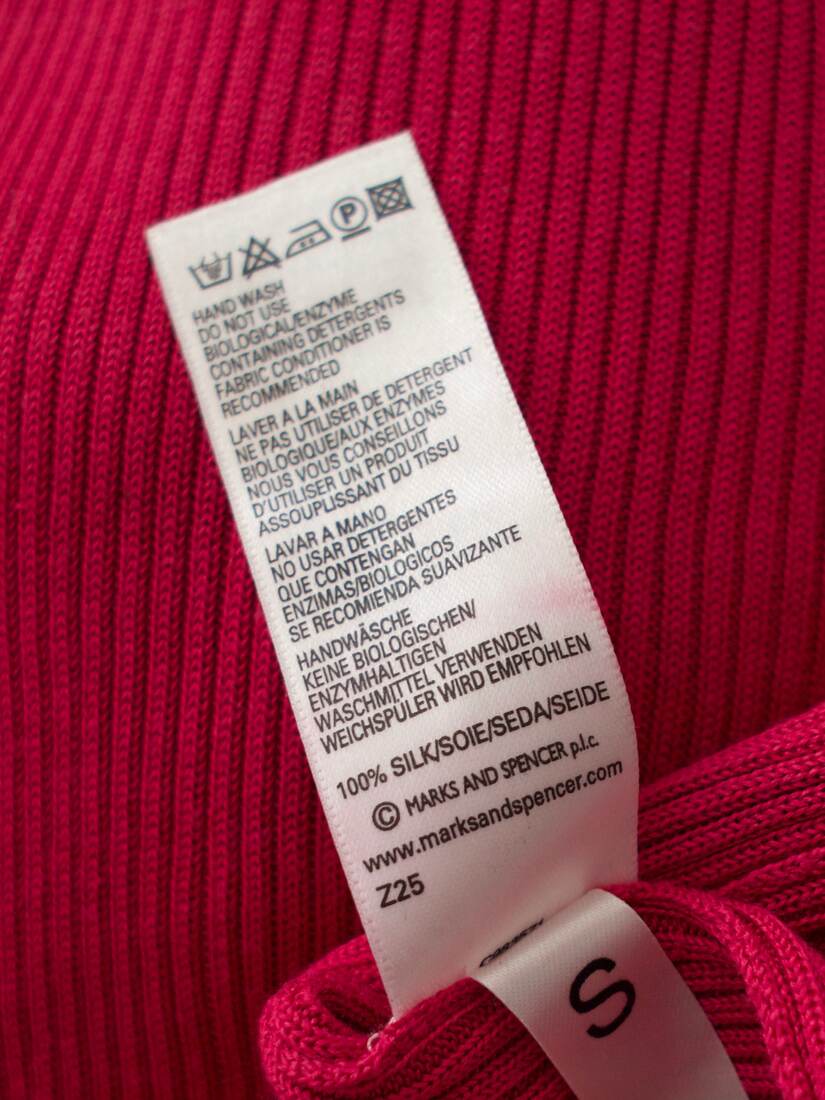 P
HAND WASH
DO NOT USE
BIOLOGICAL/ENZYME
CONTAINING DETERGENTS
FABRIC CONDITIONER IS
RECOMMENDED
LAVER A LA MAIN
NE PAS UTILISER DE DETERGENT
BIOLOGIQUE/AUX ENZYMES
NOUS VOUS CONSEILLONS
D'UTILISER UN PRODUIT
ASSOUPLISSANT DU TISSU
LAVAR A MANO
NO USAR DETERGENTES
QUE CONTENGAN
ENZIMAS/BIOLOGICOS
SE RECOMIENDA SUAVIZANTE
HANDWÄSCHE
KEINE BIOLOGISCHEN/
ENZYMHALTIGEN
WASCHMITTEL VERWENDEN
WEICHSPÜLER WIRD EMPFOHLEN
100% SILK/SOIE/SEDA/SEIDE
© MARKS AND SPENCER p.l.c.
www.marksandspencer.com
Z25
S